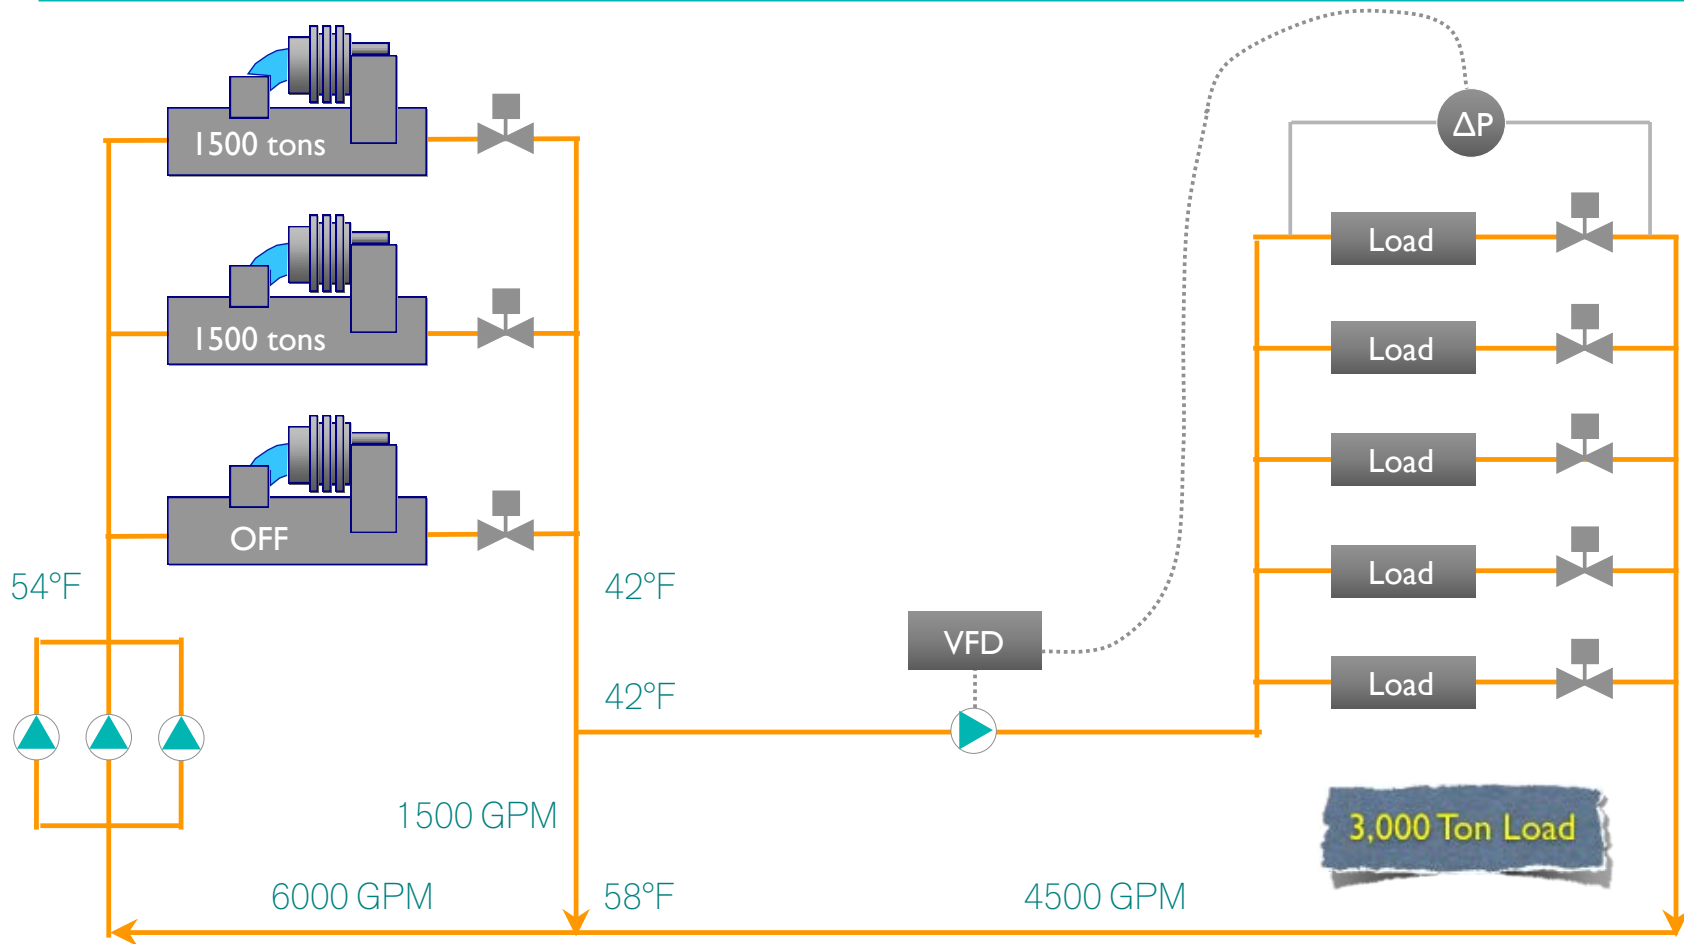 ΔP
1500 tons
Load
1500 tons
Load
Load
OFF
54°F
42°F
Load
VFD
42°F
Load
1500 GPM
3,000 Ton Load
6000 GPM
58°F
4500 GPM